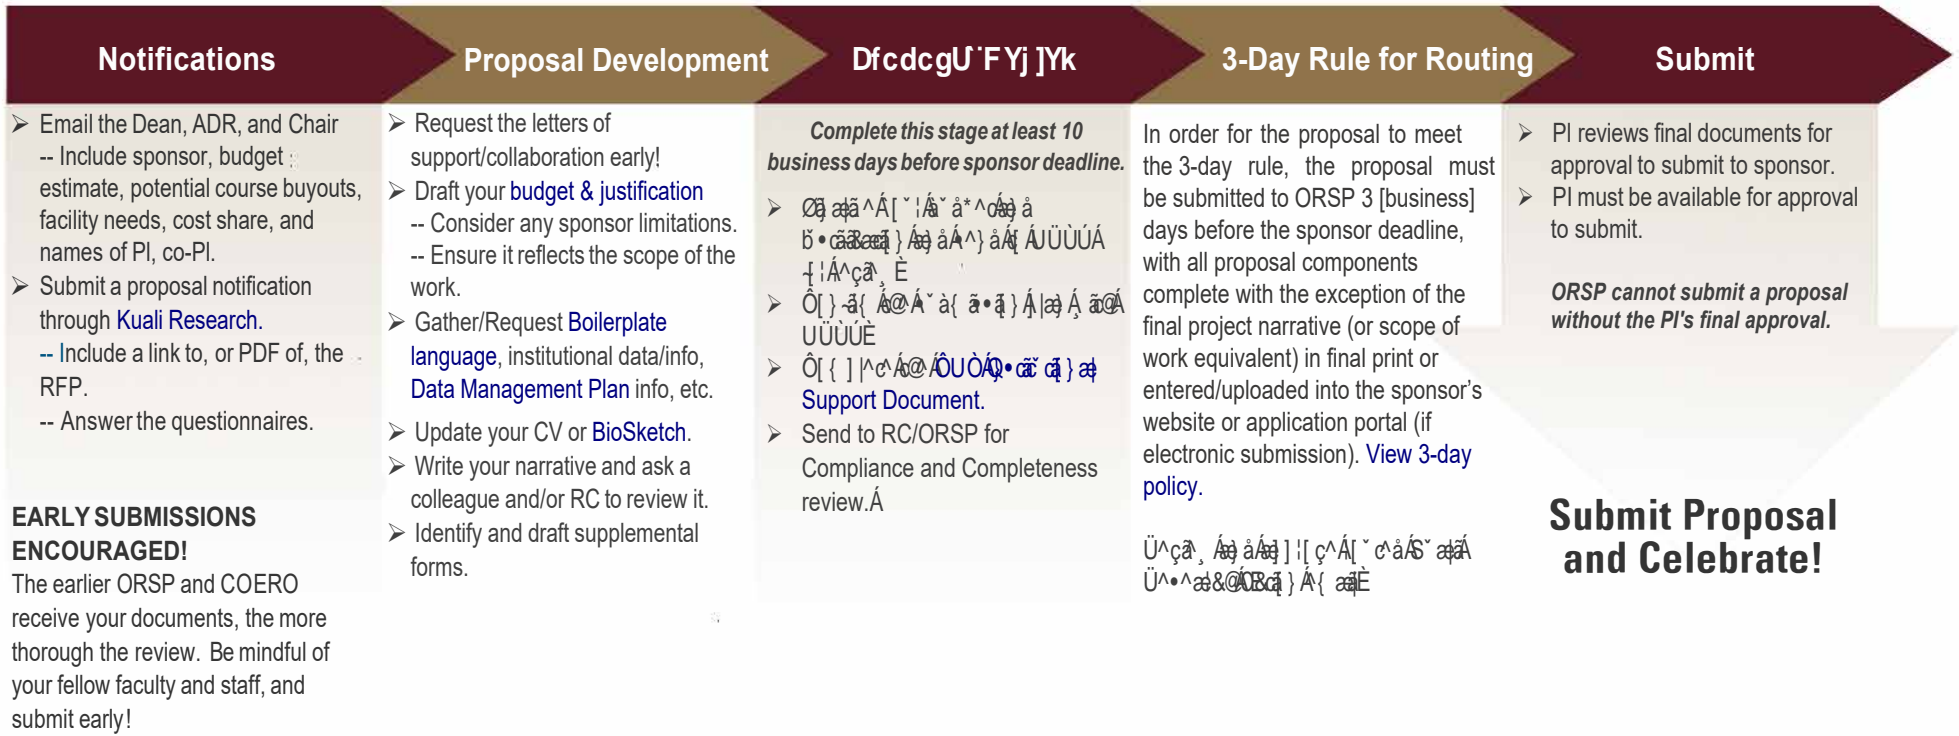 Notifications
Email the Dean, ADR, and Chair
-- Include sponsor, budget
estimate, potential course buyouts,
facility needs, cost share, and
names of PI, co-PI.
Submit a proposal notification
through Kuali Research.
-- Include a link to, or PDF of, the
RFP.
-- Answer the questionnaires.
EARLY SUBMISSIONS
ENCOURAGED!
The earlier ORSP and COERO
receive your documents, the more
thorough the review. Be mindful of
your fellow faculty and staff, and
submit early!
Proposal Development
Request the letters of
support/collaboration early!
Draft your budget & justification
-- Consider any sponsor limitations.
-- Ensure it reflects the scope of the
work.
Gather/Request Boilerplate
language, institutional data/info,
Data Management Plan info, etc.
Update your CV or BioSketch.
Write your narrative and ask a
colleague and/or RC to review it.
Identify and draft supplemental
forms.
DfcdcgU`FYj]Yk
Complete this stage at least 10
business days before sponsor deadline.
Support Document.
Send to RC/ORSP for
Compliance and Completeness
review.Á
3-Day Rule for Routing
In order for the proposal to meet
the 3-day rule, the proposal must
be submitted to ORSP 3 [business]
days before the sponsor deadline,
with all proposal components
complete with the exception of the
final project narrative (or scope of
work equivalent) in final print or
entered/uploaded into the sponsor’s
website or application portal (if
electronic submission). View 3-day
policy.
Submit
PI reviews final documents for
approval to submit to sponsor.
PI must be available for approval
to submit.
ORSP cannot submit a proposal
without the PI's final approval.
Submit Proposal
and Celebrate!